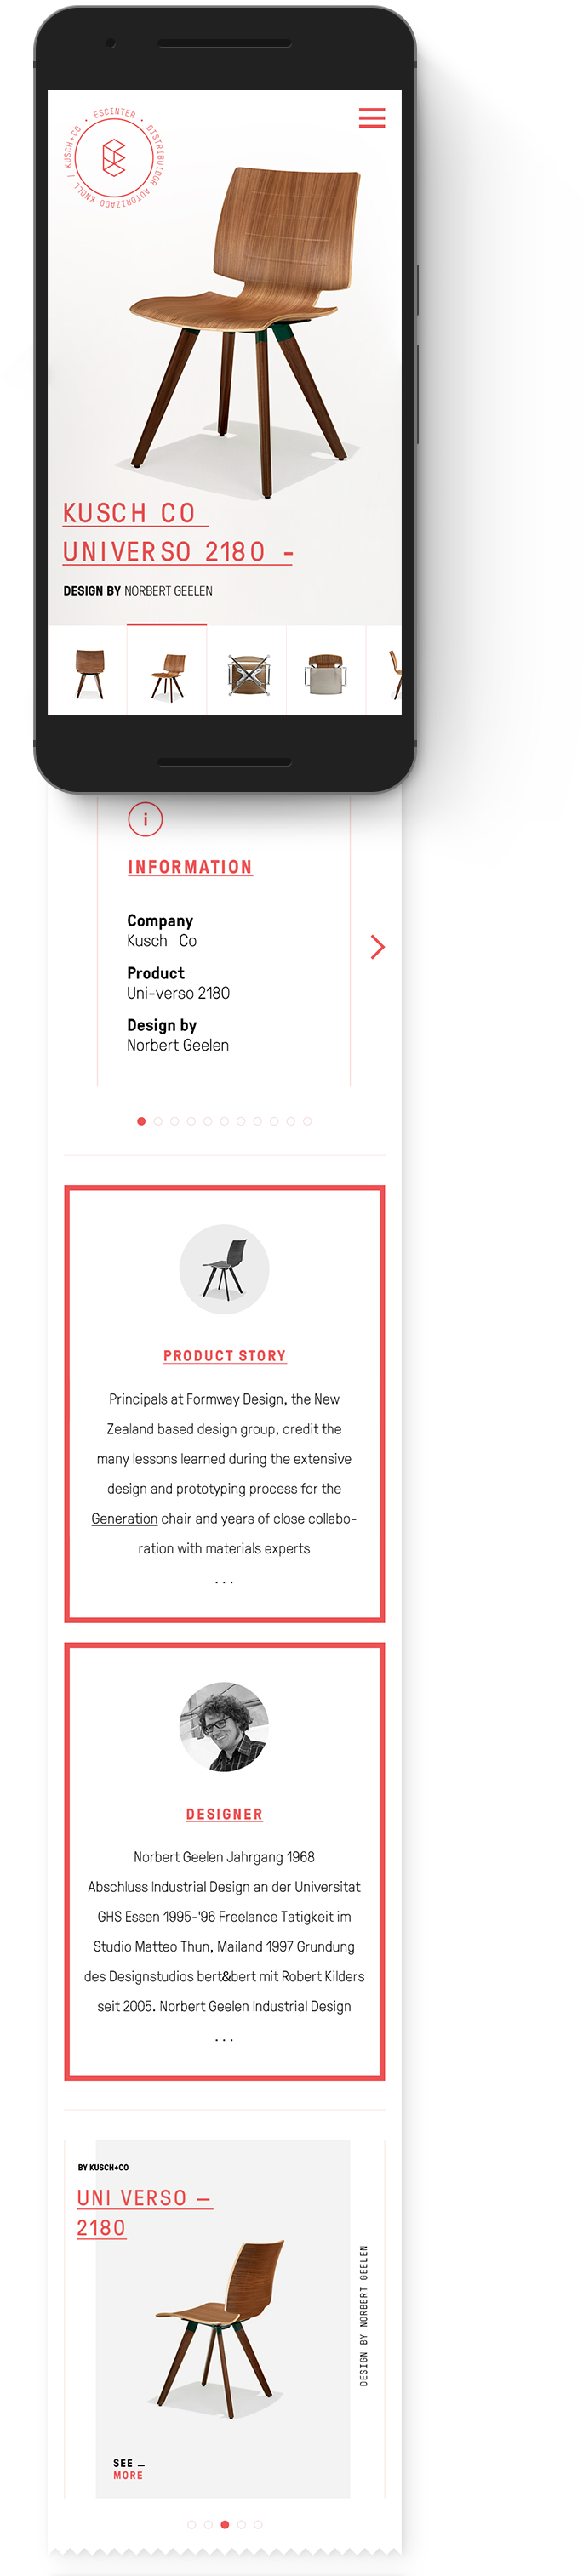 KUSCH+CO • ESCINTER • DISTRIBUIDOR AUTORIZADO KNOLL |
KUSCH CO
UNIVERSO 2180 -
DESIGN BY NORBERT GEELEN
i
INFORMATION
Company
Kusch Co
Product
Uni-verso 2180
Design by
Norbert Geelen
PRODUCT STORY
Principals at Formway Design, the New
Zealand based design group, credit the
many lessons learned during the extensive
design and prototyping process for the
Generation chair and years of close collabo-
ration with materials experts
...
DESIGNER
Norbert Geelen Jahrgang 1968
Abschluss Industrial Design an der Universitat
GHS Essen 1995-'96 Freelance Tatigkeit im
Studio Matteo Thun, Mailand 1997 Grundung
des Designstudios bert&bert mit Robert Kilders
seit 2005. Norbert Geelen Industrial Design
...
BY KUSCH+CO
UNI VERSO –
2180
DESIGN BY NORBERT GEELEN
SEE –
MORE